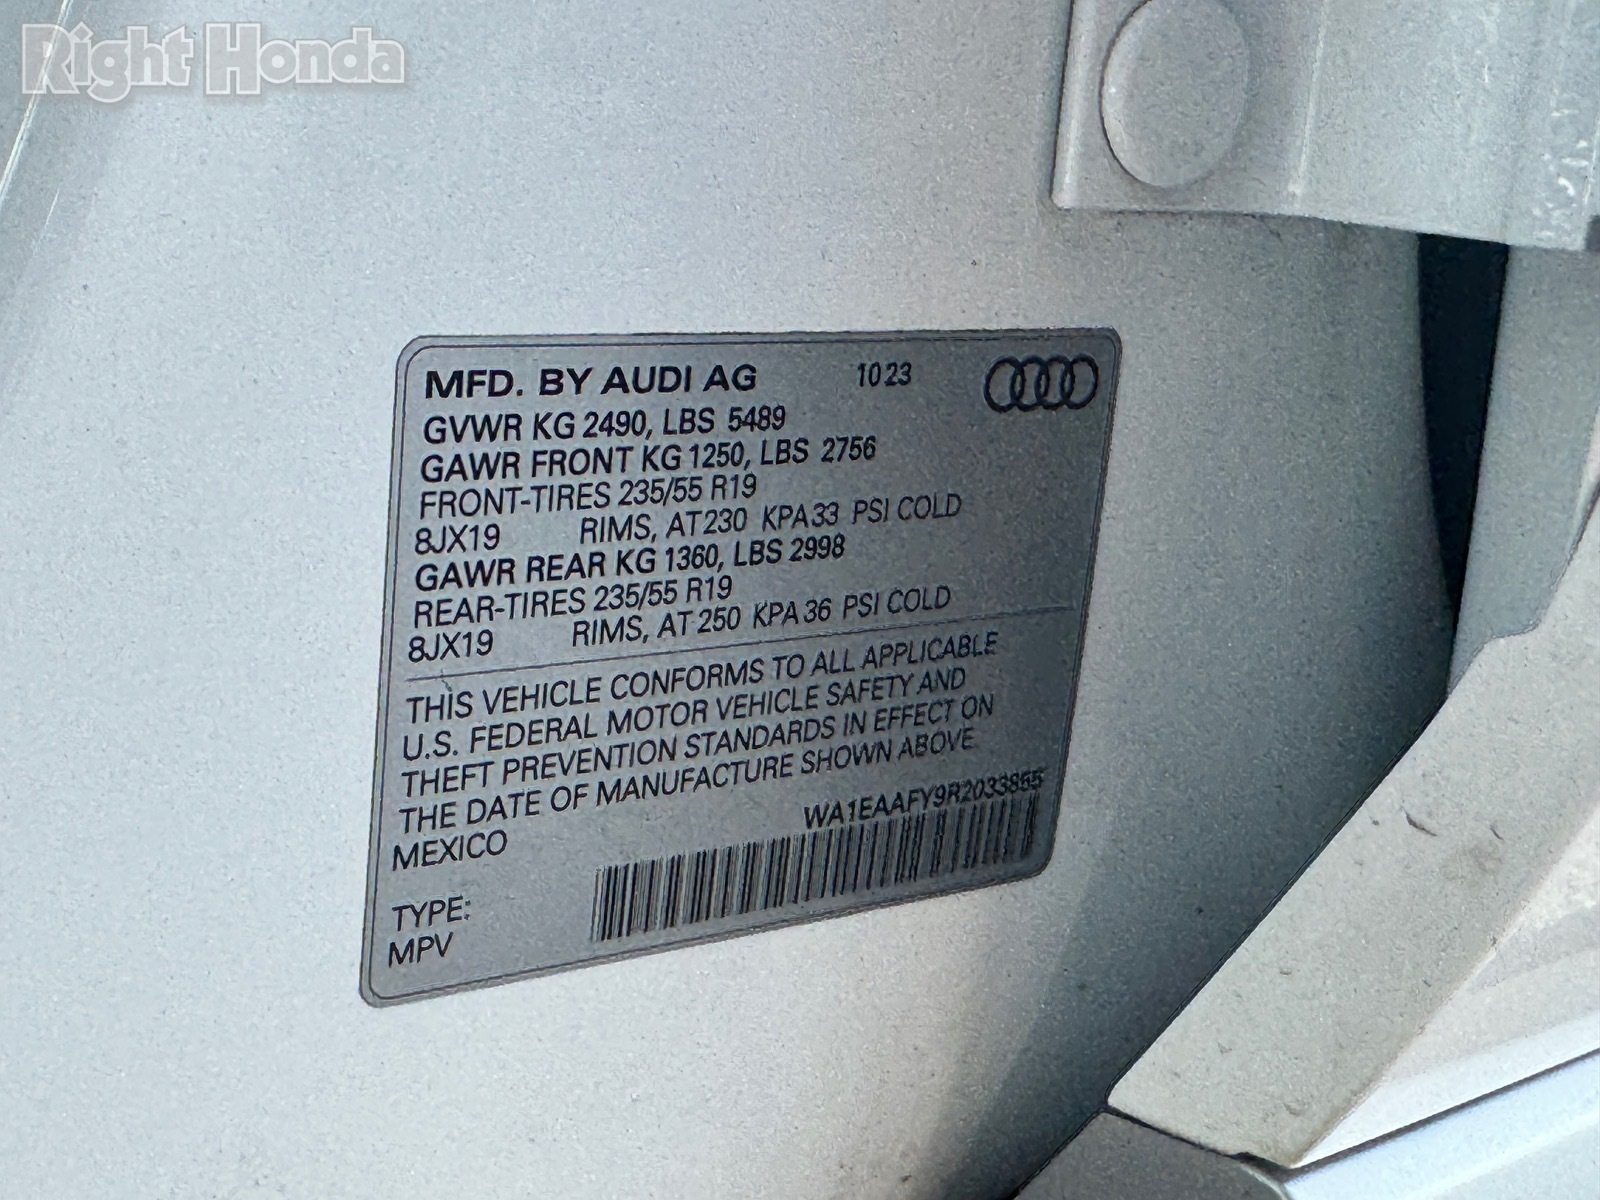 Right Honda
MFD. BY AUDI AG 1023
GVWR KG 2490, LBS 5489
GAWR FRONT KG 1250, LBS 2756
FRONT-TIRES 235/55 R19
8JX19 RIMS, AT 230 KPA 33 PSI COLD
GAWR REAR KG 1360, LBS 2998
REAR-TIRES 235/55 R19
8JX19 RIMS, AT 250 KPA 36 PSI COLD
THIS VEHICLE CONFORMS TO ALL APPLICABLE
U.S. FEDERAL MOTOR VEHICLE SAFETY AND
THEFT PREVENTION STANDARDS IN EFFECT ON
THE DATE OF MANUFACTURE SHOWN ABOVE
MEXICO WA1EAAFY9R2033855
TYPE:
MPV